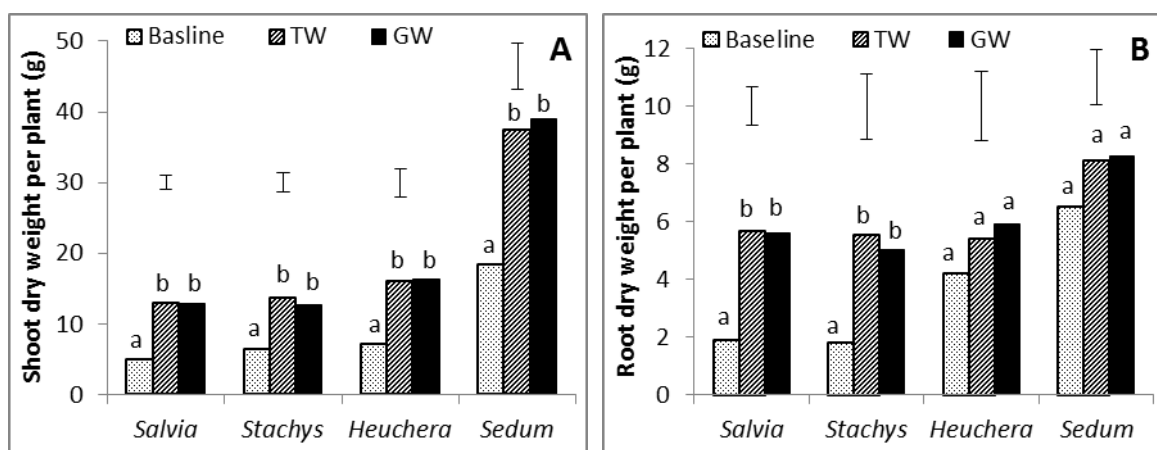 Shoot dry weight per plant (g)
50
40
30
20
10
0
Basline TW GW
A
a b b a b b a b b a b b
Salvia Stachys Heuchera Sedum
Root dry weight per plant (g)
12
10
8
6
4
2
0
Baseline TW GW
B
a b b a b b a a a a a a
Salvia Stachys Heuchera Sedum